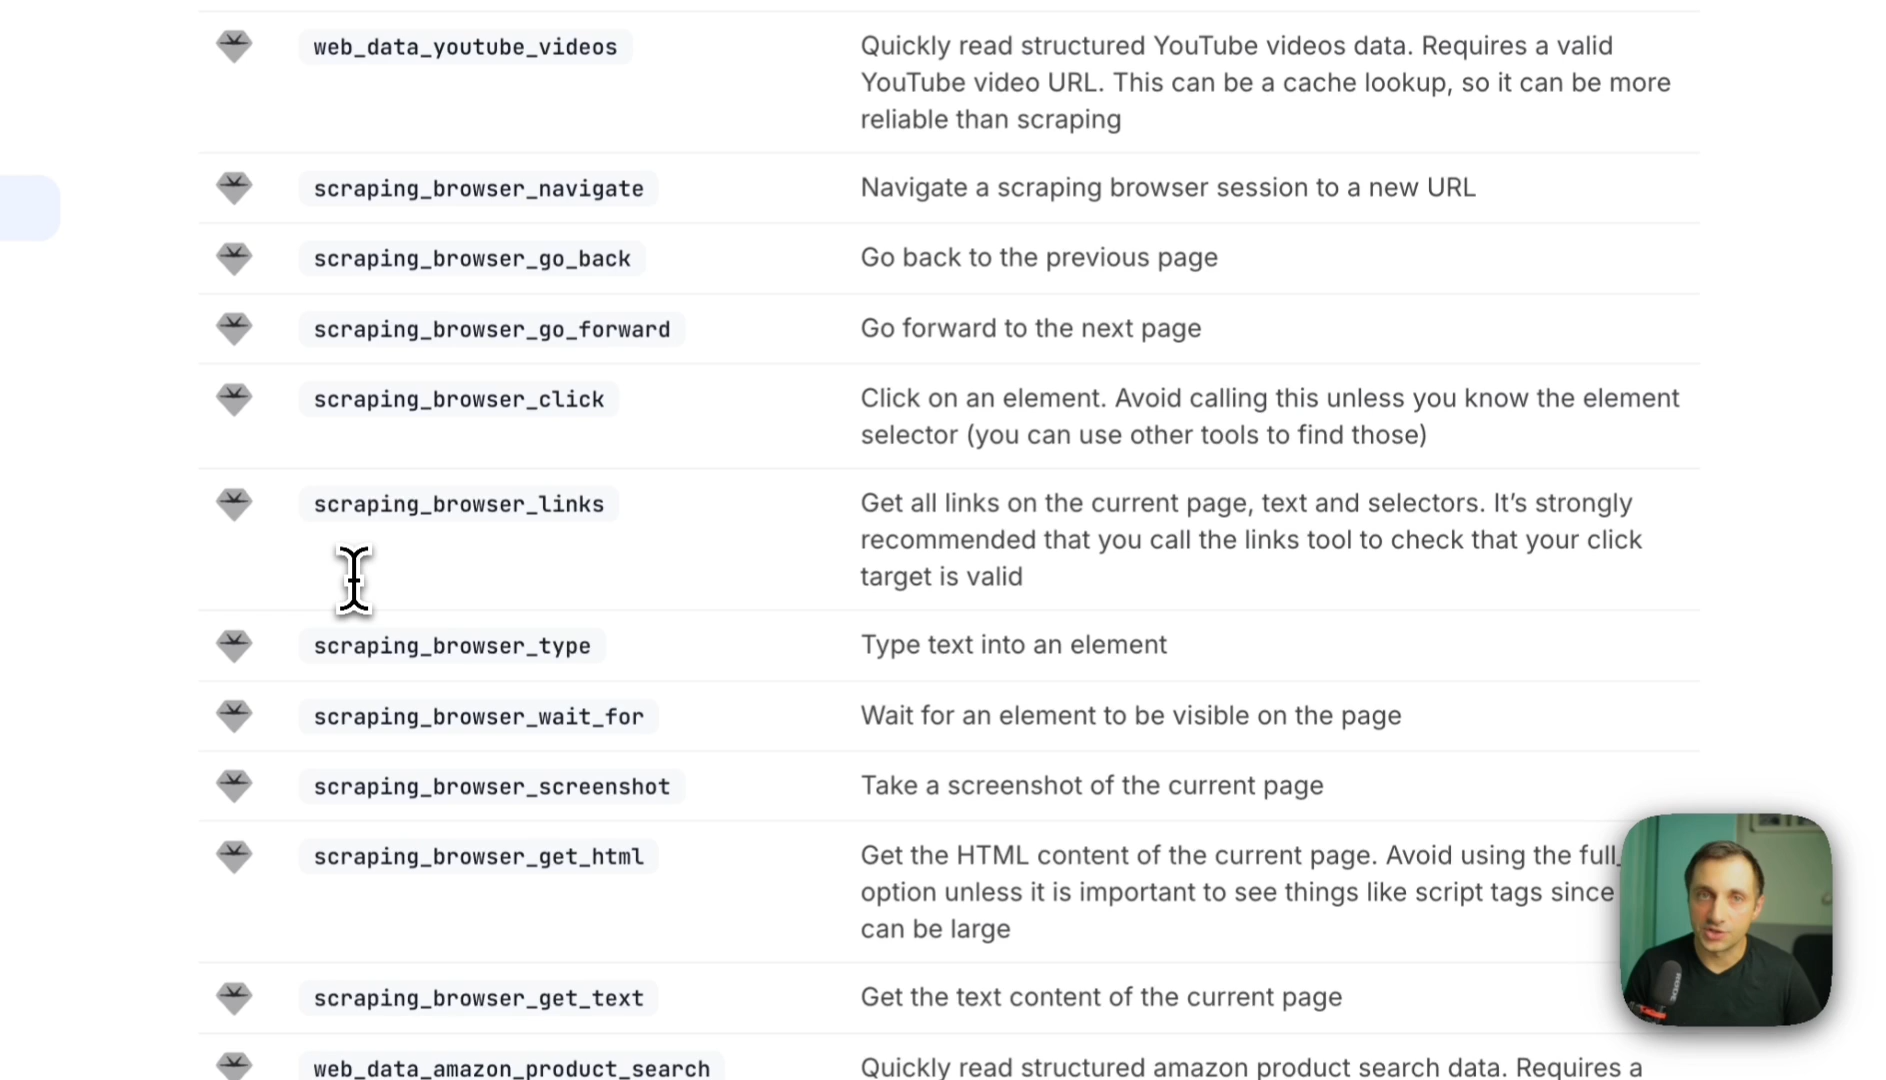 web_data_youtube_videos
Quickly read structured YouTube videos data. Requires a valid
YouTube video URL. This can be a cache lookup, so it can be more
reliable than scraping
scraping_browser_navigate
Navigate a scraping browser session to a new URL
scraping_browser_go_back
Go back to the previous page
scraping_browser_go_forward
Go forward to the next page
scraping_browser_click
Click on an element. Avoid calling this unless you know the element
selector (you can use other tools to find those)
scraping_browser_links
Get all links on the current page, text and selectors. It’s strongly
recommended that you call the links tool to check that your click
target is valid
scraping_browser_type
Type text into an element
scraping_browser_wait_for
Wait for an element to be visible on the page
scraping_browser_screenshot
Take a screenshot of the current page
scraping_browser_get_html
Get the HTML content of the current page. Avoid using the full_
option unless it is important to see things like script tags since
can be large
scraping_browser_get_text
Get the text content of the current page
web_data_amazon_product_search
Quickly read structured amazon product search data. Requires a